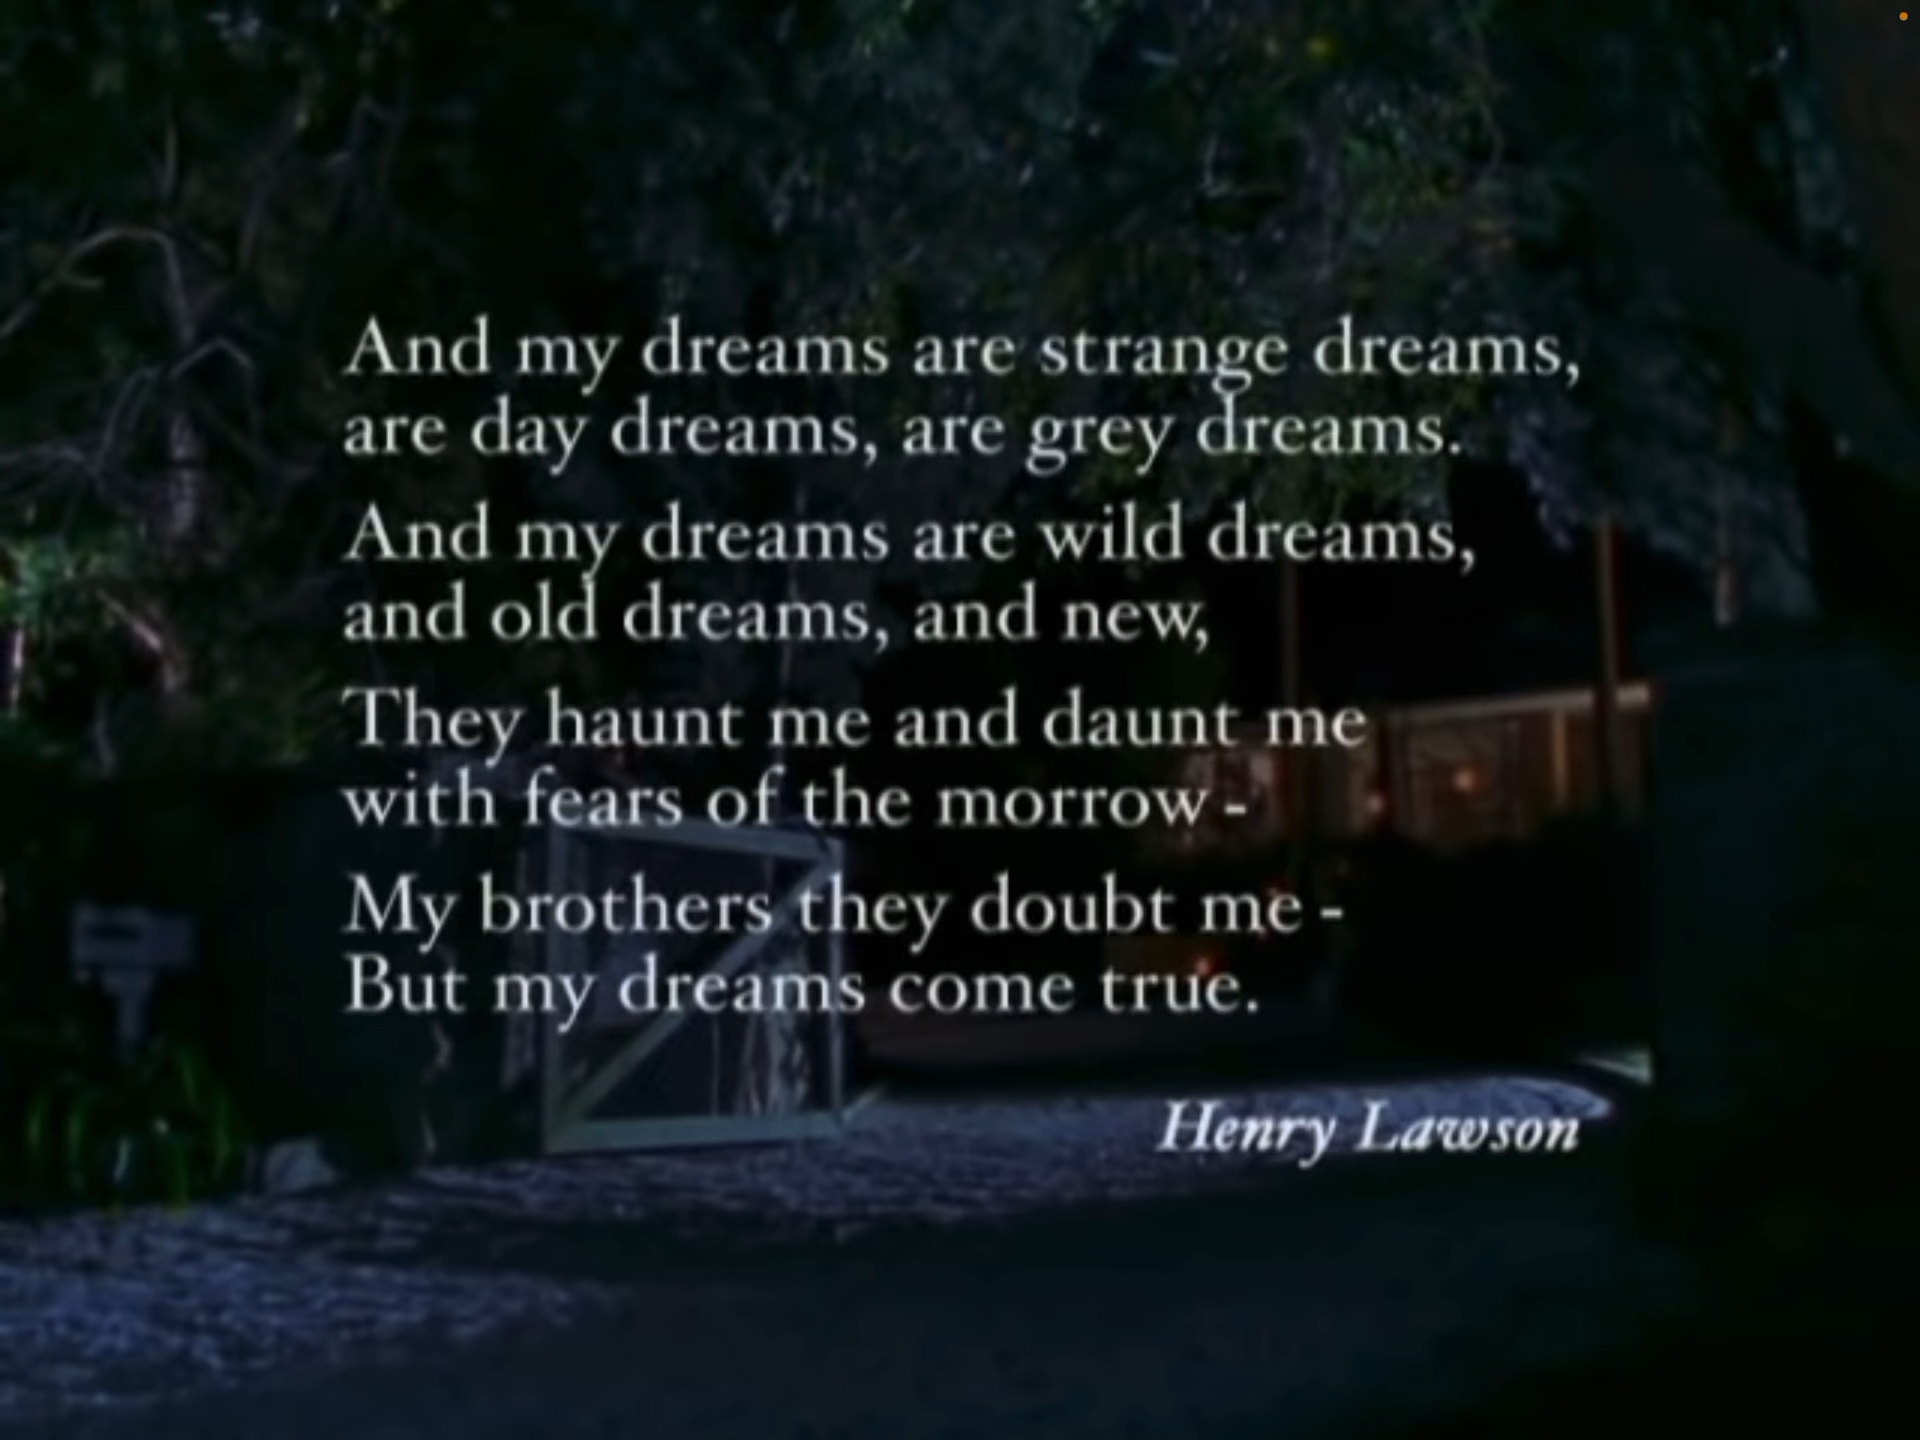 And my dreams are strange dreams,
are day dreams, are grey dreams.
And my dreams are wild dreams,
and old dreams, and new,
They haunt me and daunt me
with fears of the morrow -
My brothers they doubt me -
But my dreams come true.
Henry Lawson